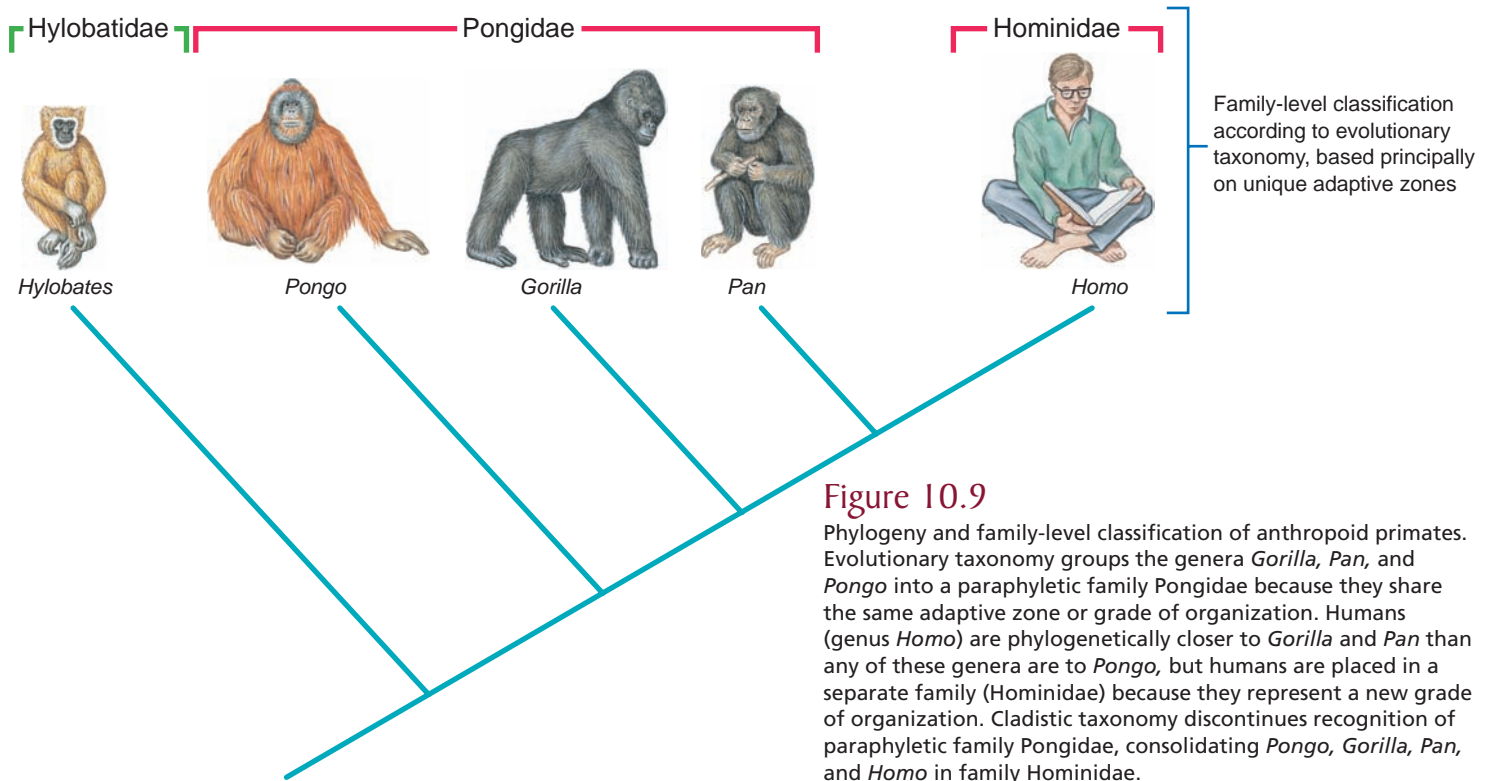 Hylobatidae
Pongidae
Hominidae
Family-level classification
according to evolutionary
taxonomy, based principally
on unique adaptive zones
Hylobates
Pongo
Gorilla
Pan
Homo
Figure 10.9
Phylogeny and family-level classification of anthropoid primates.
Evolutionary taxonomy groups the genera Gorilla, Pan, and
Pongo into a paraphyletic family Pongidae because they share
the same adaptive zone or grade of organization. Humans
(genus Homo) are phylogenetically closer to Gorilla and Pan than
any of these genera are to Pongo, but humans are placed in a
separate family (Hominidae) because they represent a new grade
of organization. Cladistic taxonomy discontinues recognition of
paraphyletic family Pongidae, consolidating Pongo, Gorilla, Pan,
and Homo in family Hominidae.